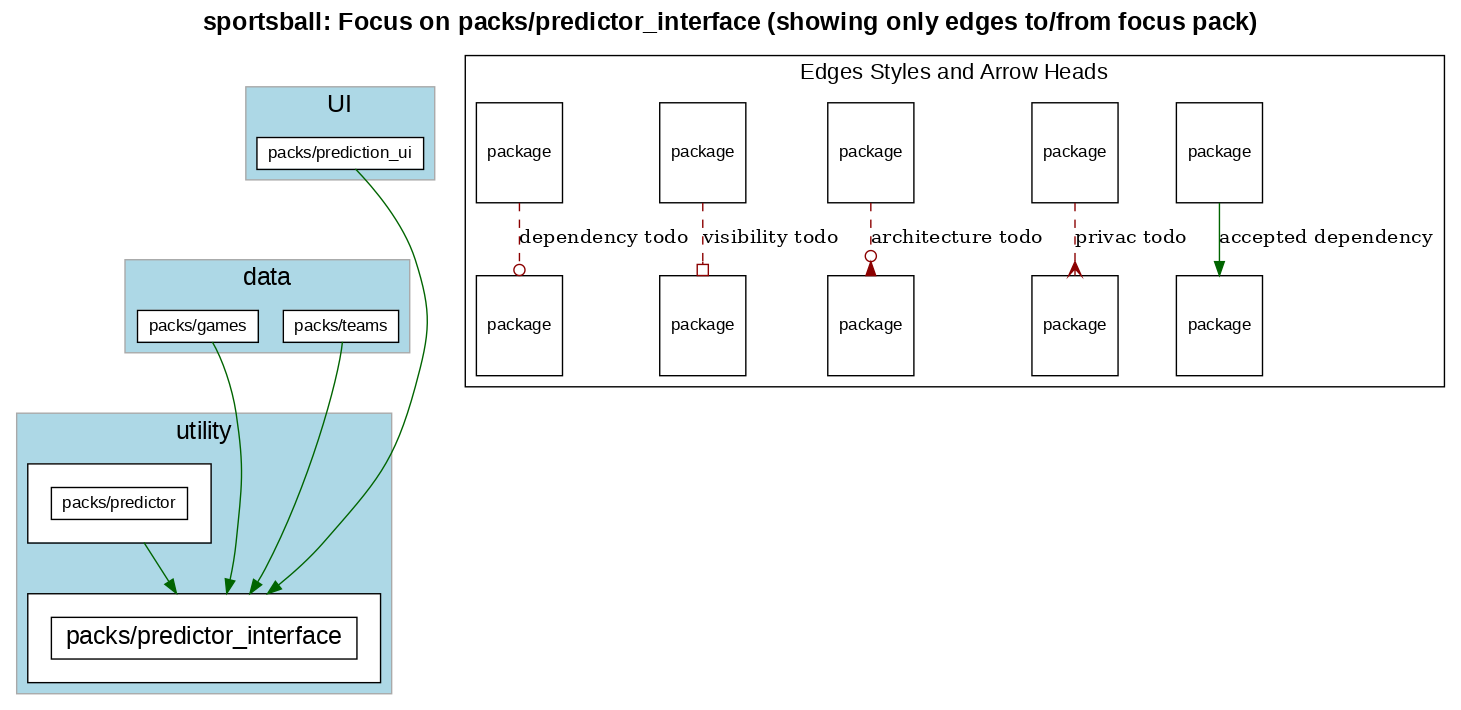 sportsball: Focus on packs/predictor_interface (showing only edges to/from focus pack)
UI
packs/prediction_ui
data
packs/games
packs/teams
utility
packs/predictor
packs/predictor_interface
Edges Styles and Arrow Heads
package
package
package
package
package
dependency todo
visibility todo
architecture todo
privac todo
accepted dependency
package
package
package
package
package